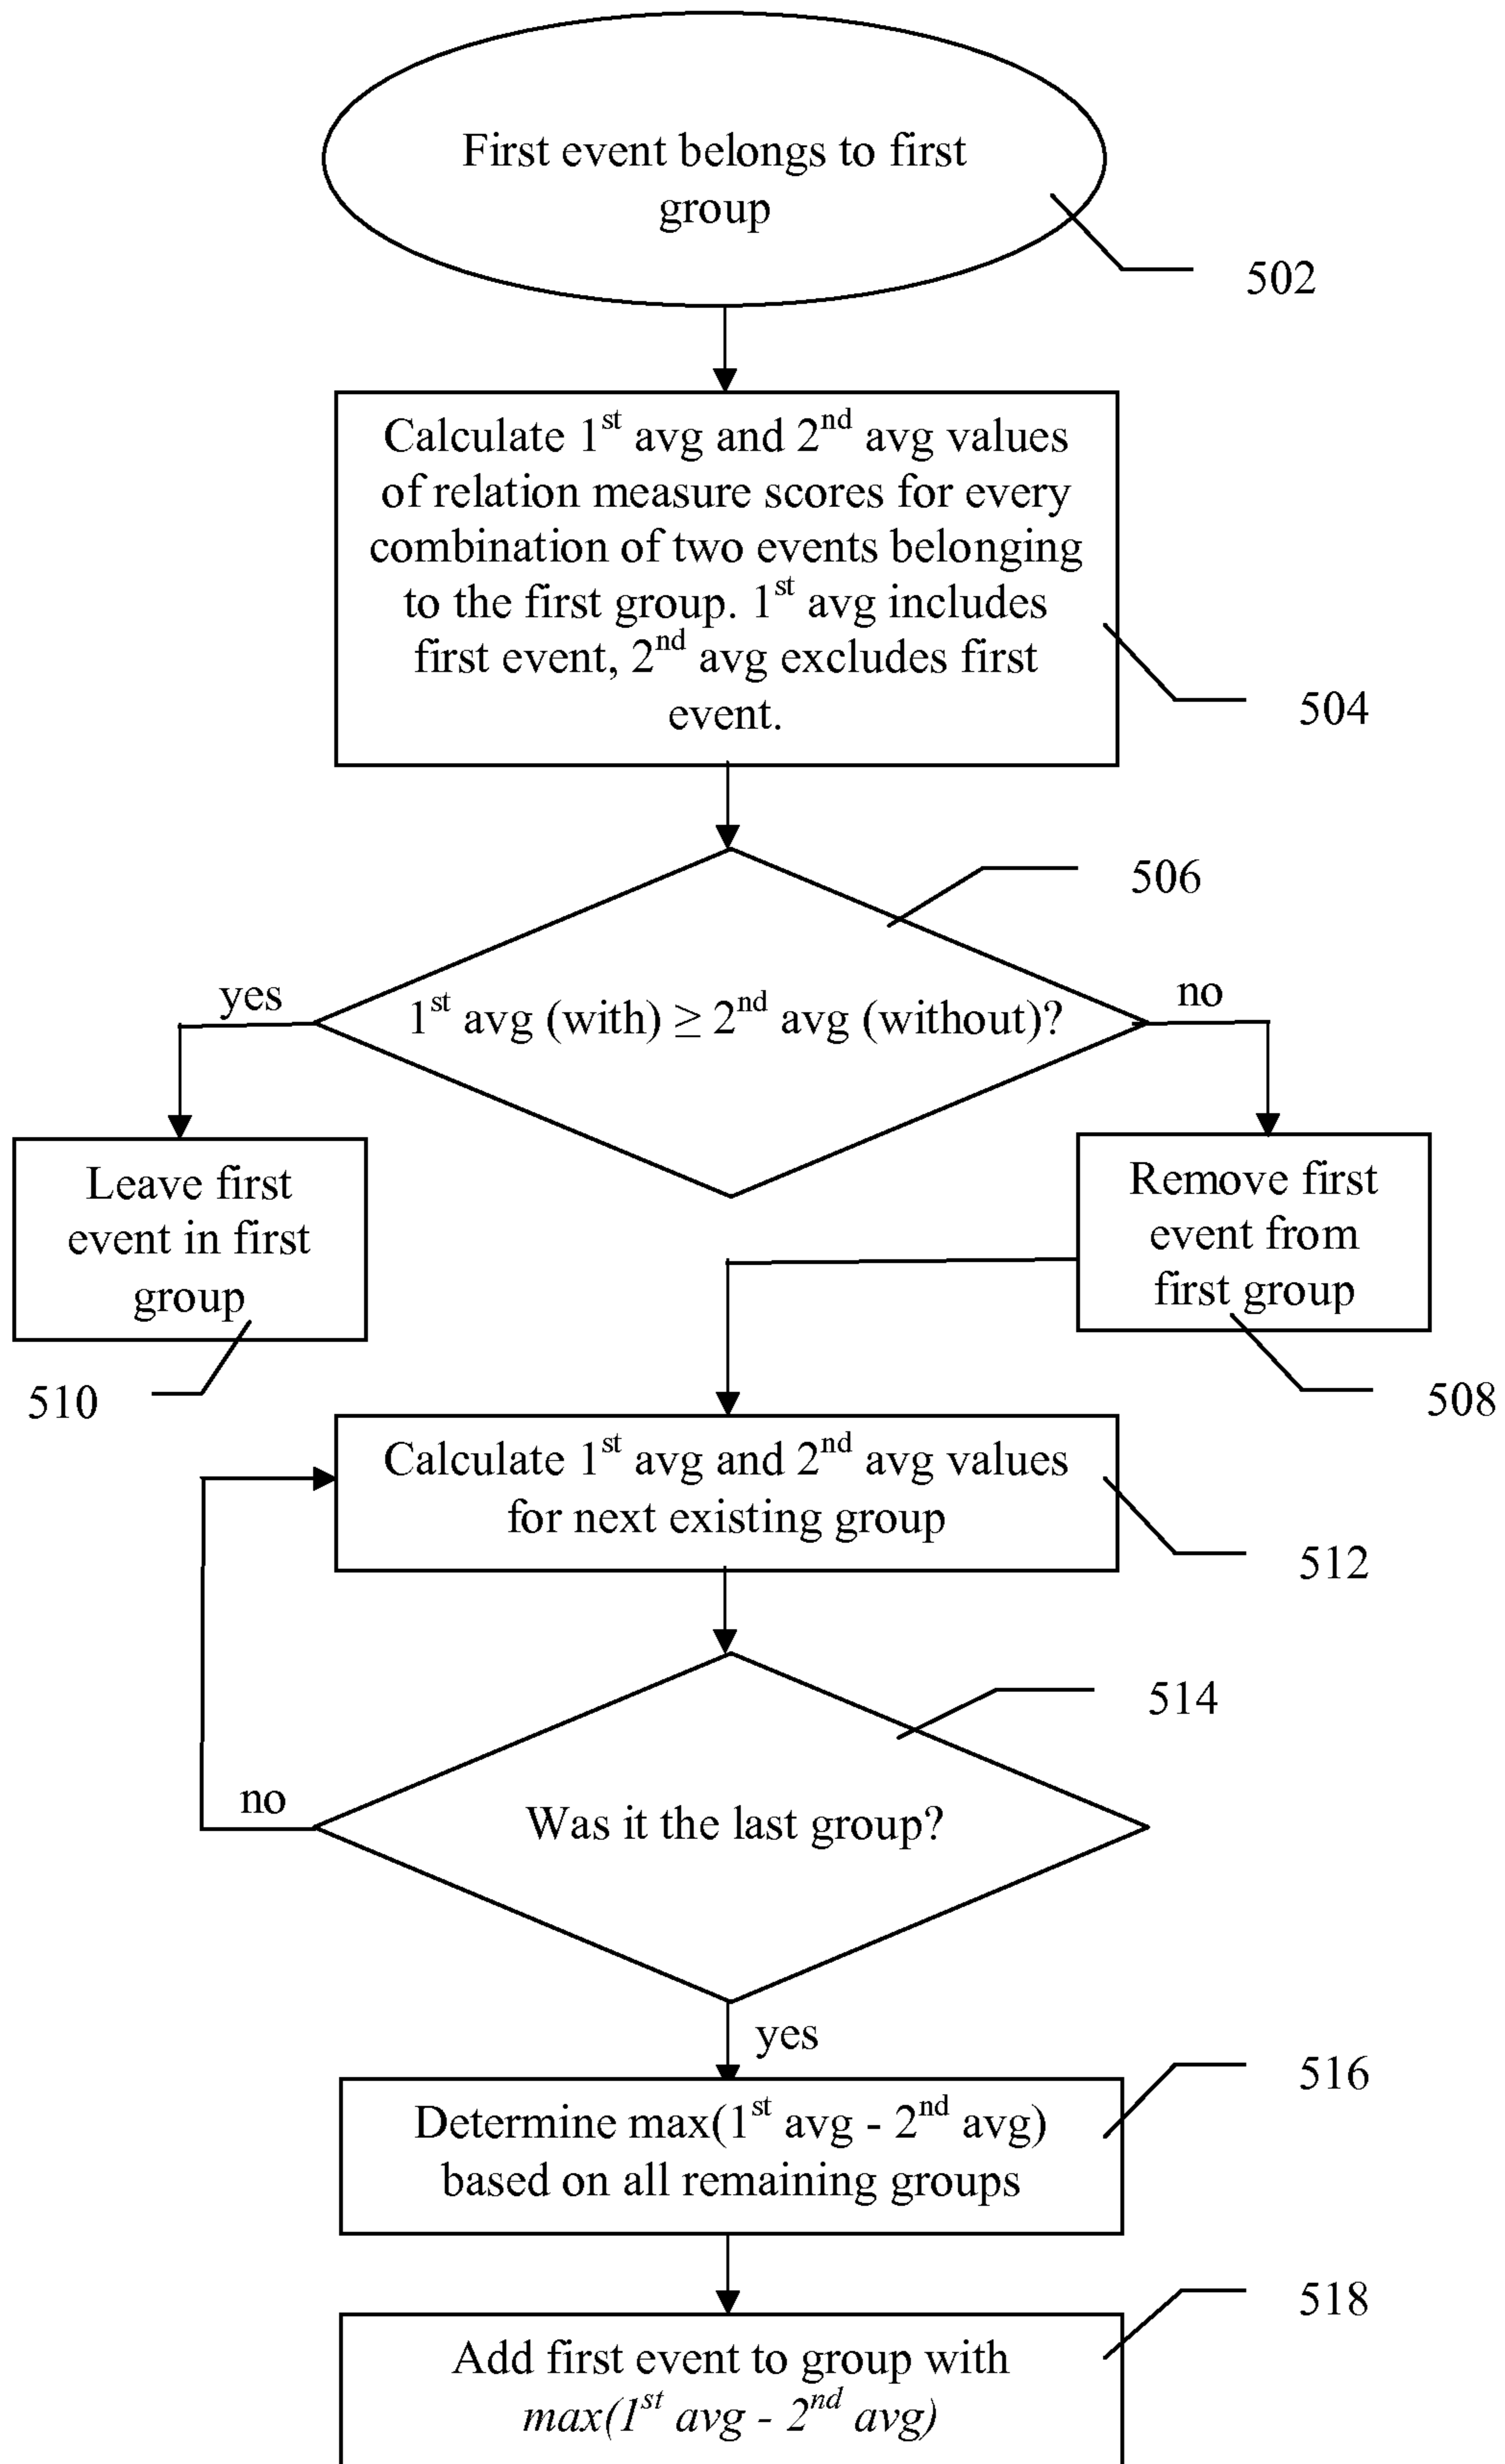 First event belongs to first
group
502
Calculate 1st avg and 2nd avg values
of relation measure scores for every
combination of two events belonging
to the first group. 1st avg includes
first event, 2nd avg excludes first
event.
504
506
yes
1st avg (with) ≥ 2nd avg (without)?
no
Leave first
event in first
group
510
Remove first
event from
first group
508
Calculate 1st avg and 2nd avg values
for next existing group
512
514
no
Was it the last group?
yes
516
Determine max(1st avg - 2nd avg)
based on all remaining groups
518
Add first event to group with
max(1st avg - 2nd avg)